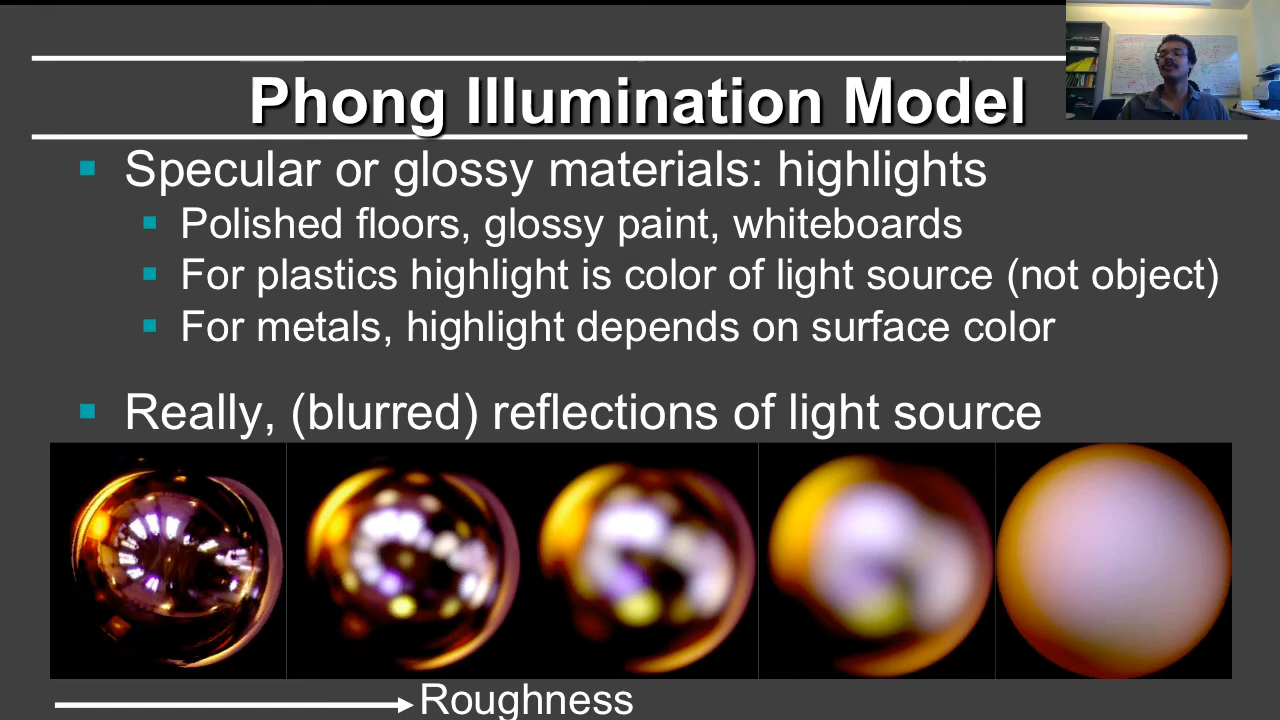 Phong Illumination Model
Specular or glossy materials: highlights
Polished floors, glossy paint, whiteboards
For plastics highlight is color of light source (not object)
For metals, highlight depends on surface color
Really, (blurred) reflections of light source
Roughness